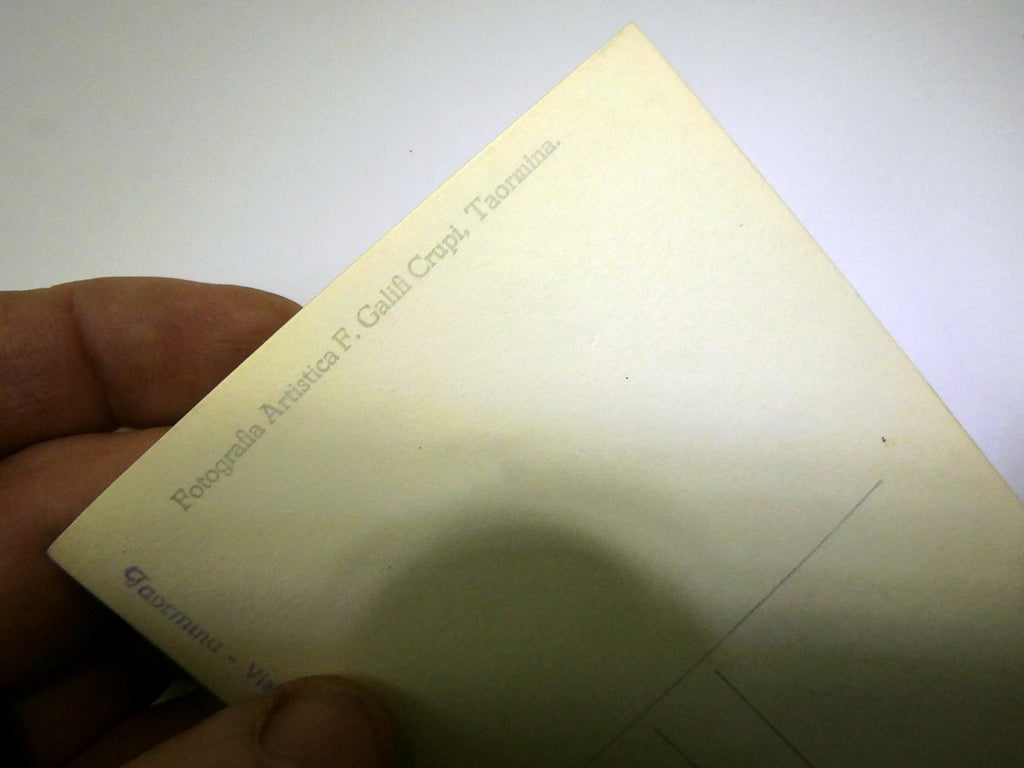 Fotografia Artistica F. Galifi Crupi, Taormina.
Taormina - Via